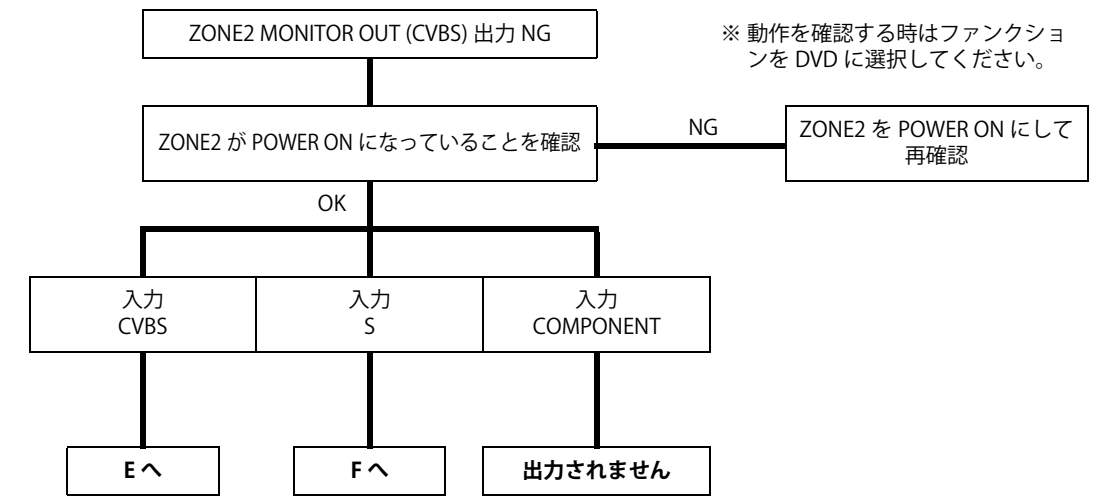 ZONE2 MONITOR OUT (CVBS) 出力 NG
※ 動作を確認する時はファンクショ
ンを DVD に選択してください。
ZONE2 が POWER ON になっていることを確認
NG
ZONE2 を POWER ON にして
再確認
OK
入力
CVBS
入力
S
入力
COMPONENT
E へ
F へ
出力されません